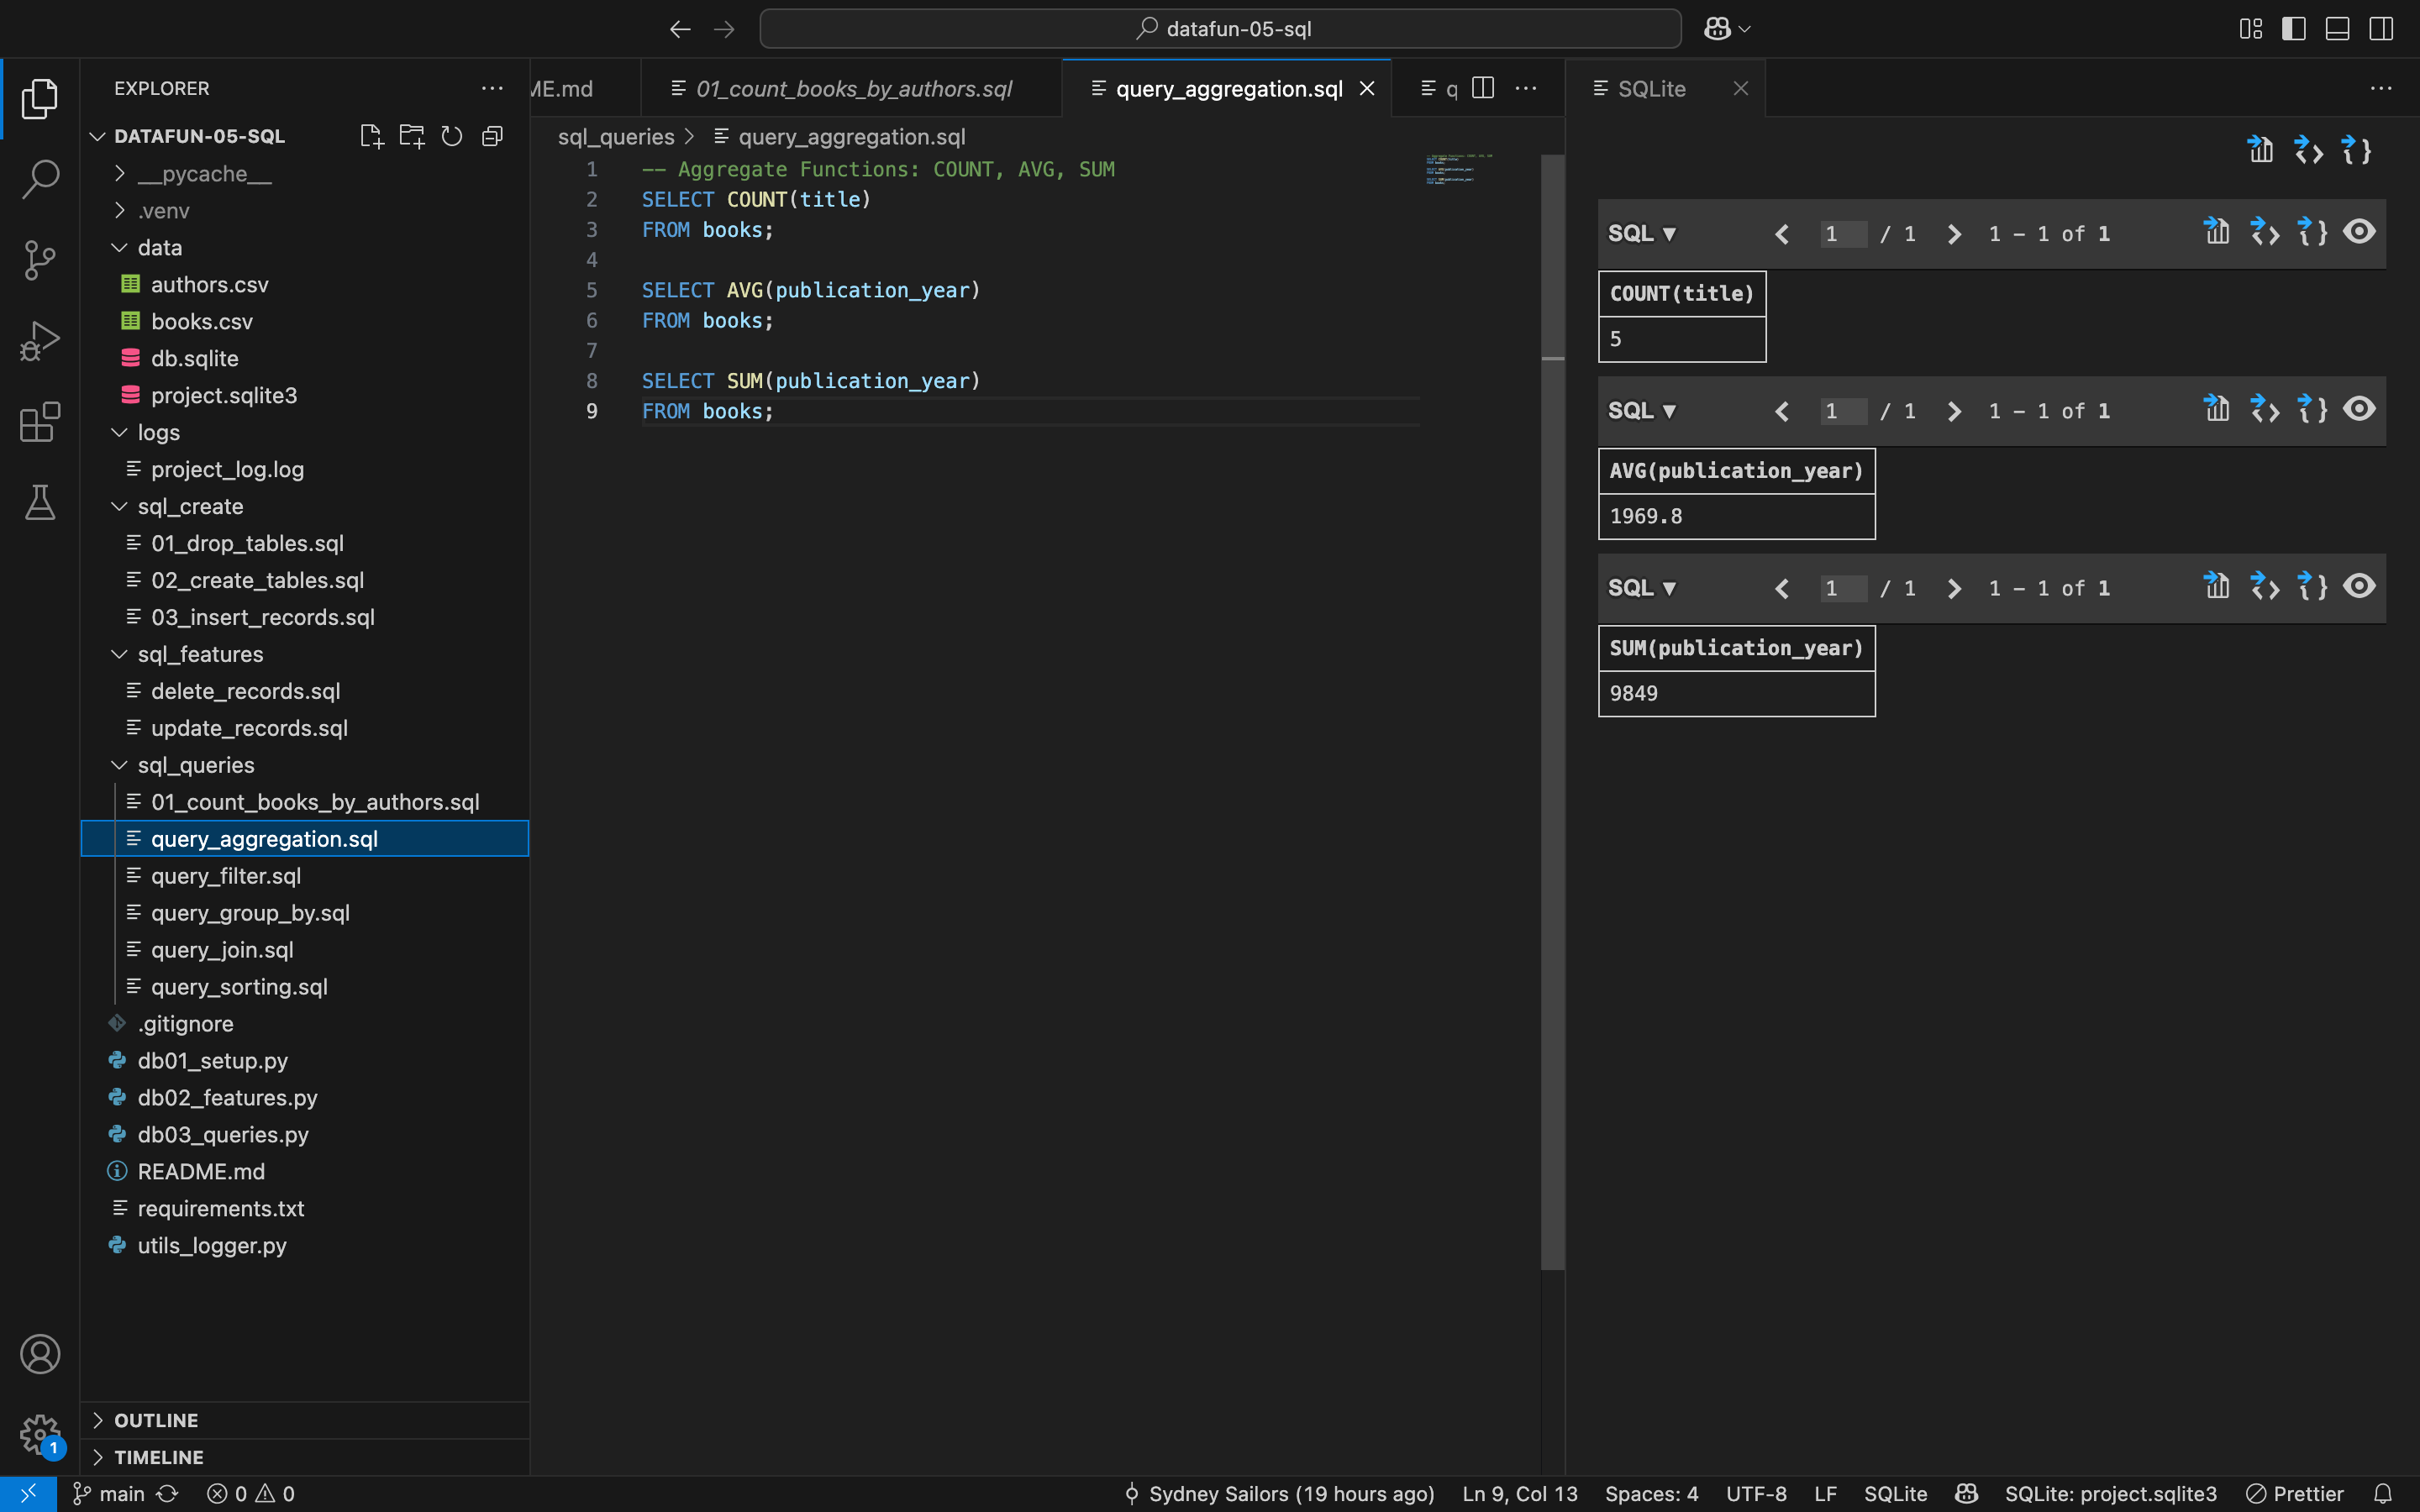 datafun-05-sql
EXPLORER
ME.md
01_count_books_by_authors.sql
query_aggregation.sql
q
SQLite
DATAFUN-05-SQL
__pycache__
.venv
data
authors.csv
books.csv
db.sqlite
project.sqlite3
logs
project_log.log
sql_create
01_drop_tables.sql
02_create_tables.sql
03_insert_records.sql
sql_features
delete_records.sql
update_records.sql
sql_queries
01_count_books_by_authors.sql
query_aggregation.sql
query_filter.sql
query_group_by.sql
query_join.sql
query_sorting.sql
.gitignore
db01_setup.py
db02_features.py
db03_queries.py
README.md
requirements.txt
utils_logger.py
OUTLINE
TIMELINE
1
sql_queries > query_aggregation.sql
1 -- Aggregate Functions: COUNT, AVG, SUM
2 SELECT COUNT(title)
3 FROM books;
4
5 SELECT AVG(publication_year)
6 FROM books;
7
8 SELECT SUM(publication_year)
9 FROM books;
SQL ▼ 1 / 1 1 – 1 of 1
COUNT(title)
5
SQL ▼ 1 / 1 1 – 1 of 1
AVG(publication_year)
1969.8
SQL ▼ 1 / 1 1 – 1 of 1
SUM(publication_year)
9849
main 0 0 Sydney Sailors (19 hours ago) Ln 9, Col 13 Spaces: 4 UTF-8 LF SQLite SQLite: project.sqlite3 Prettier